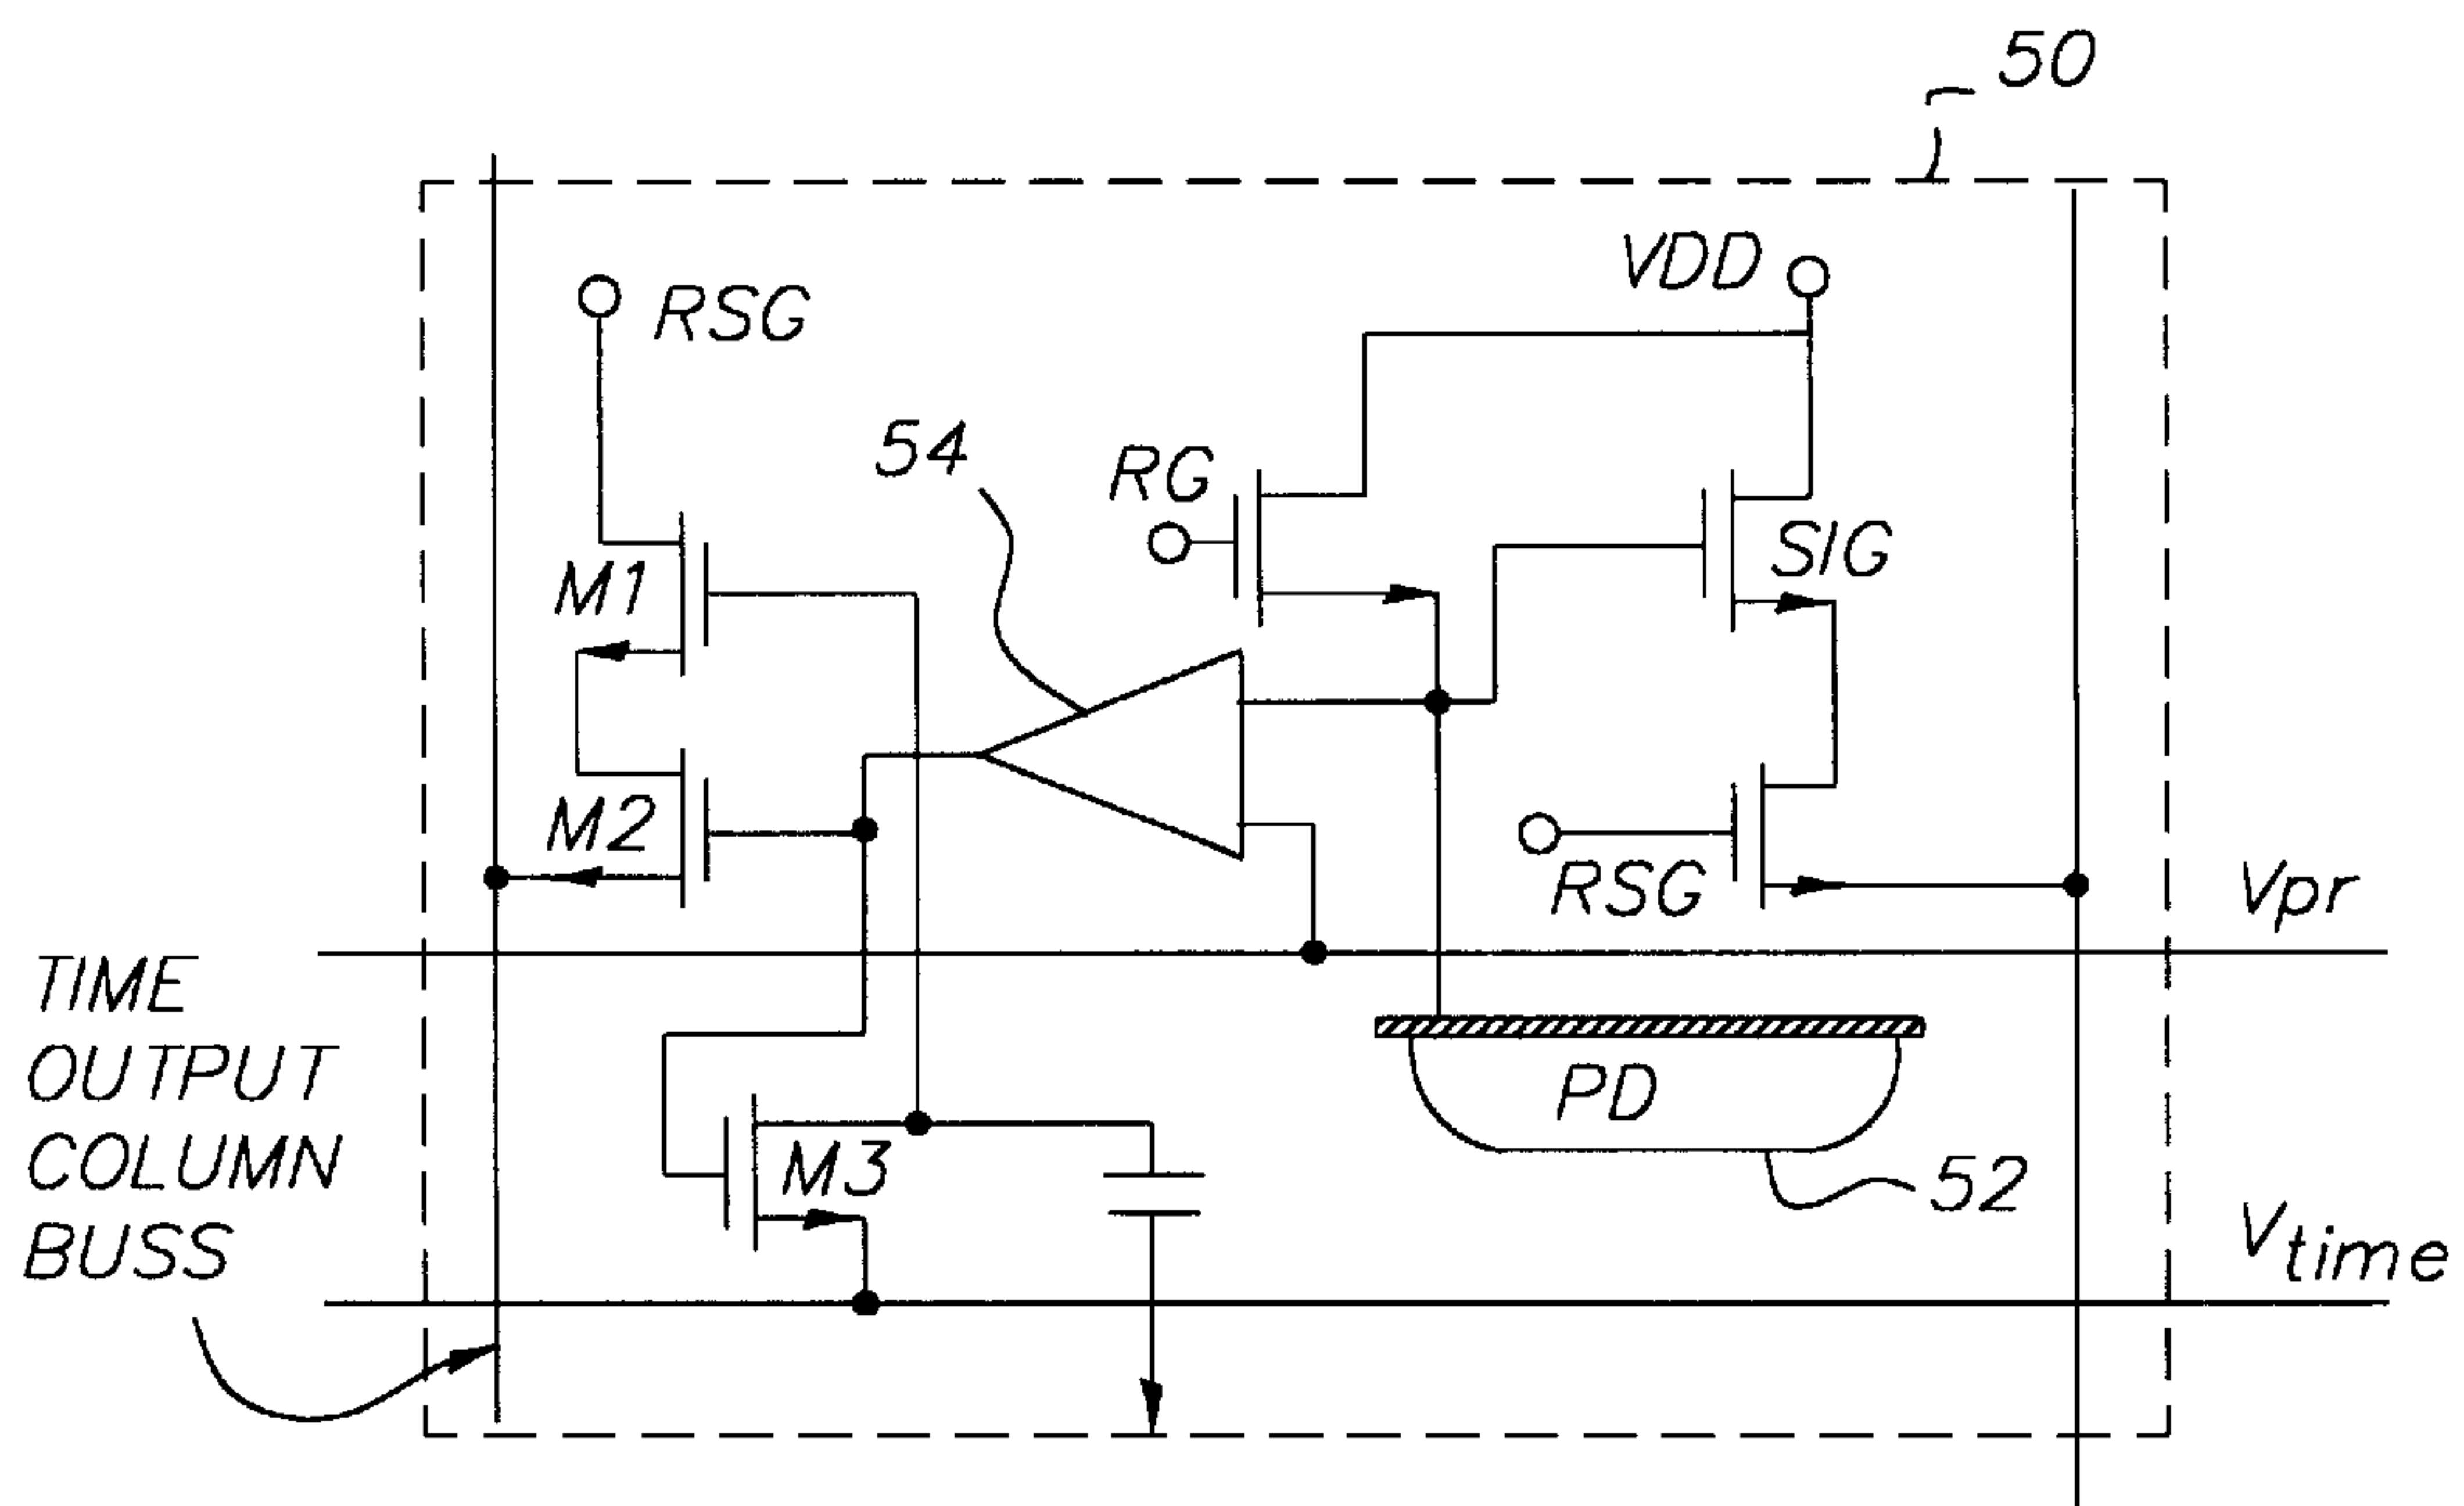 50
VDD
RSG
54
RG
SIG
M1
M2
RSG
Vpr
TIME
OUTPUT
COLUMN
BUSS
PD
M3
52
Vtime